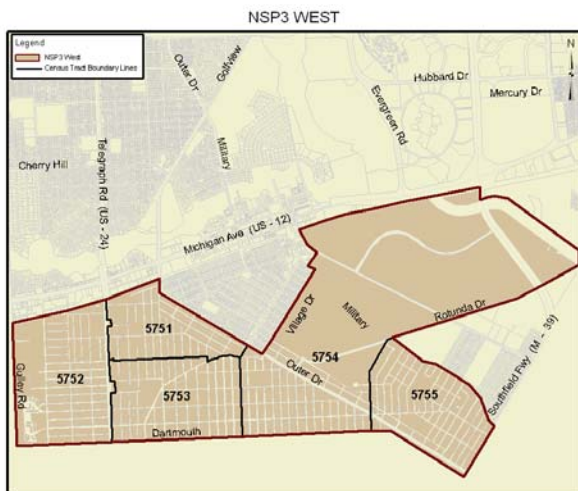 NSP3 WEST
Legend
NSP3 West
Census Tract Boundary Lines
N
Outer Dr
Golfview
Hubbard Dr
Mercury Dr
Evergreen Rd
Military
Telegraph Rd (US - 24)
Cherry Hill
Michigan Ave (US - 12)
Village Dr
Military
Rotunda Dr
Southfield Fwy (M - 39)
5751
5752
5753
5754
5755
Outer Dr
Gulley Rd
Dartmouth